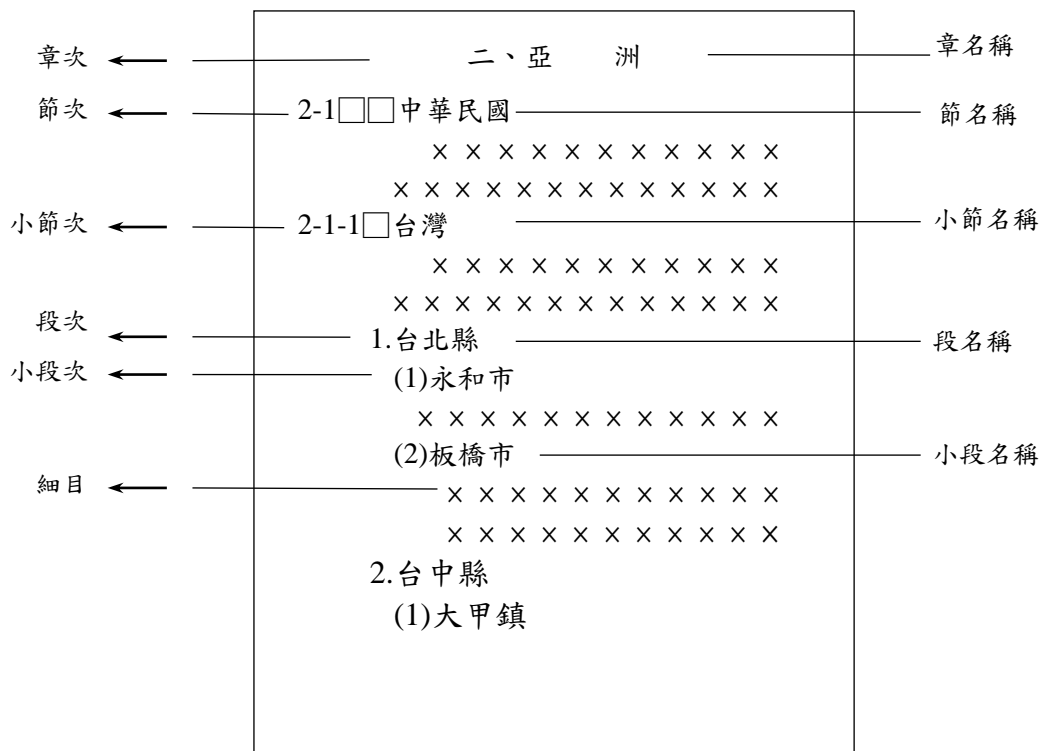 章次 二、亞 洲 章名稱
節次 2-1□□中華民國 節名稱
× × × × × × × × × × ×
× × × × × × × × × × × × ×
小節次 2-1-1□台灣 小節名稱
× × × × × × × × × × ×
× × × × × × × × × × × × ×
段次 1.台北縣 段名稱
小段次 (1)永和市
× × × × × × × × × × × ×
(2)板橋市 小段名稱
細目 × × × × × × × × × × ×
× × × × × × × × × × ×
2.台中縣
(1)大甲鎮